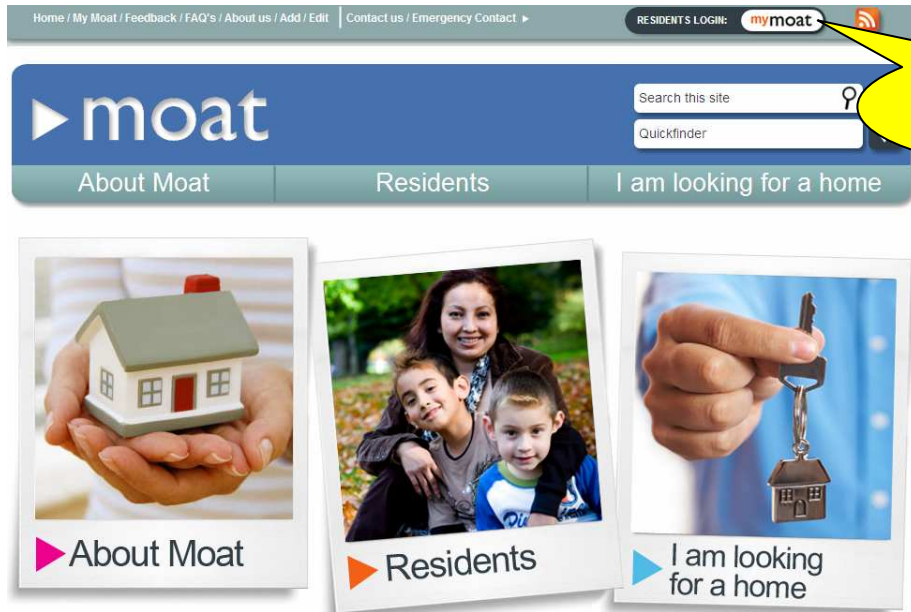 Home / My Moat / Feedback / FAQ's / About us / Add / Edit Contact us / Emergency Contact
RESIDENTS LOGIN: mymoat
moat
Search this site
Quickfinder
About Moat Residents I am looking for a home
About Moat
Residents
I am looking
for a home